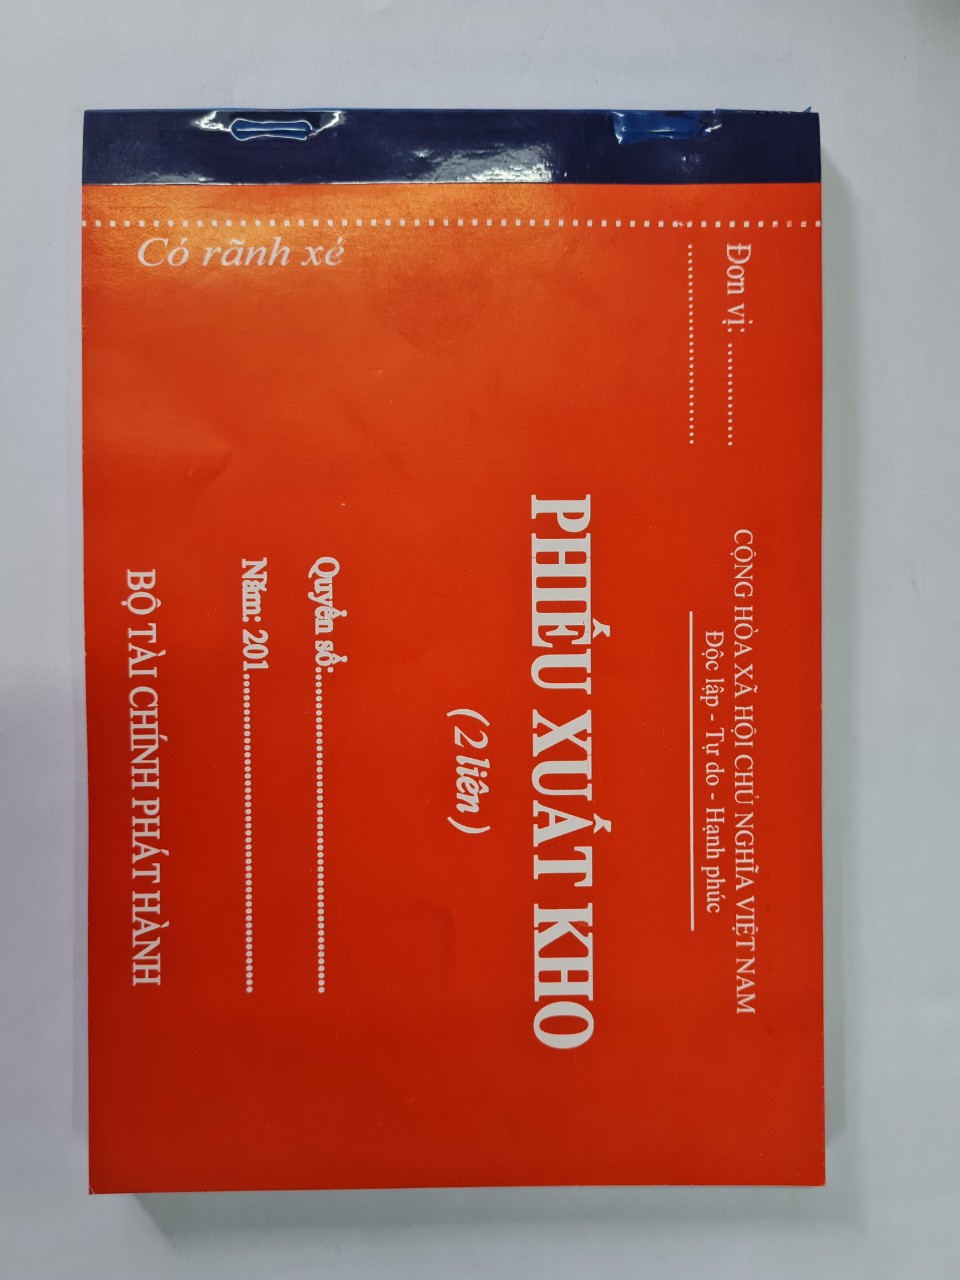 Có rãnh xé
Đơn vị: ..............
................................
CỘNG HÒA XÃ HỘI CHỦ NGHĨA VIỆT NAM
Độc lập - Tự do - Hạnh phúc
PHIẾU XUẤT KHO
( 2 liên )
Quyển số:................................................
Năm: 201................................................
BỘ TÀI CHÍNH PHÁT HÀNH